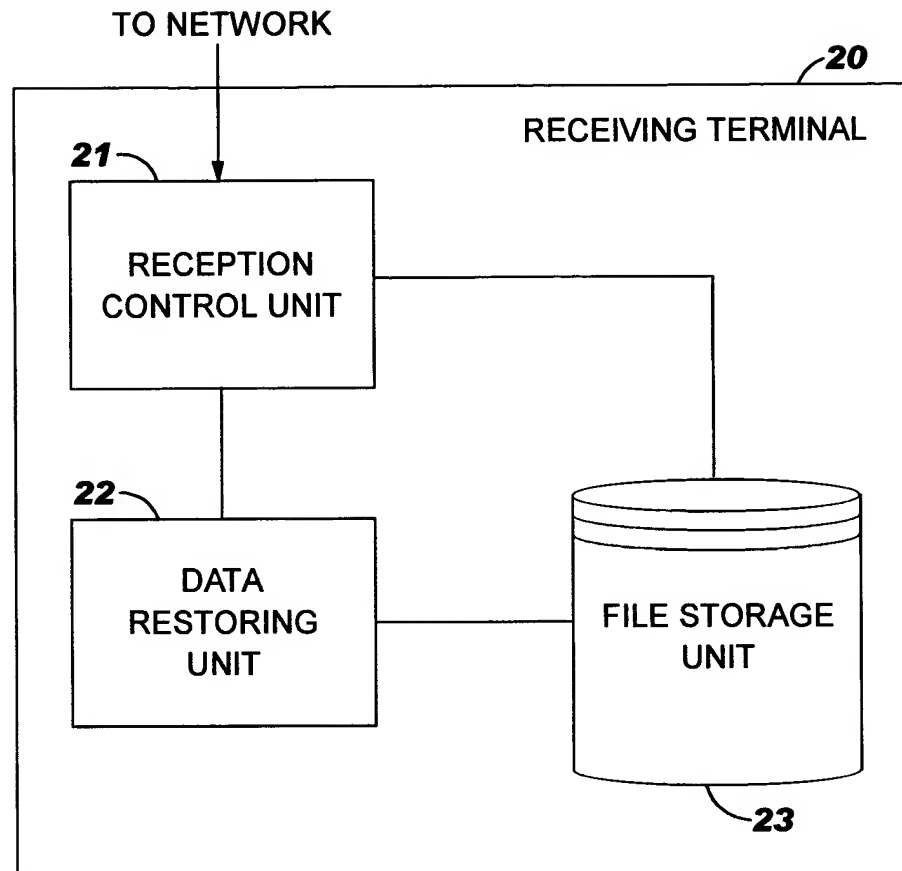 TO NETWORK
20
RECEIVING TERMINAL
21
RECEPTION
CONTROL UNIT
22
DATA
RESTORING
UNIT
FILE STORAGE
UNIT
23